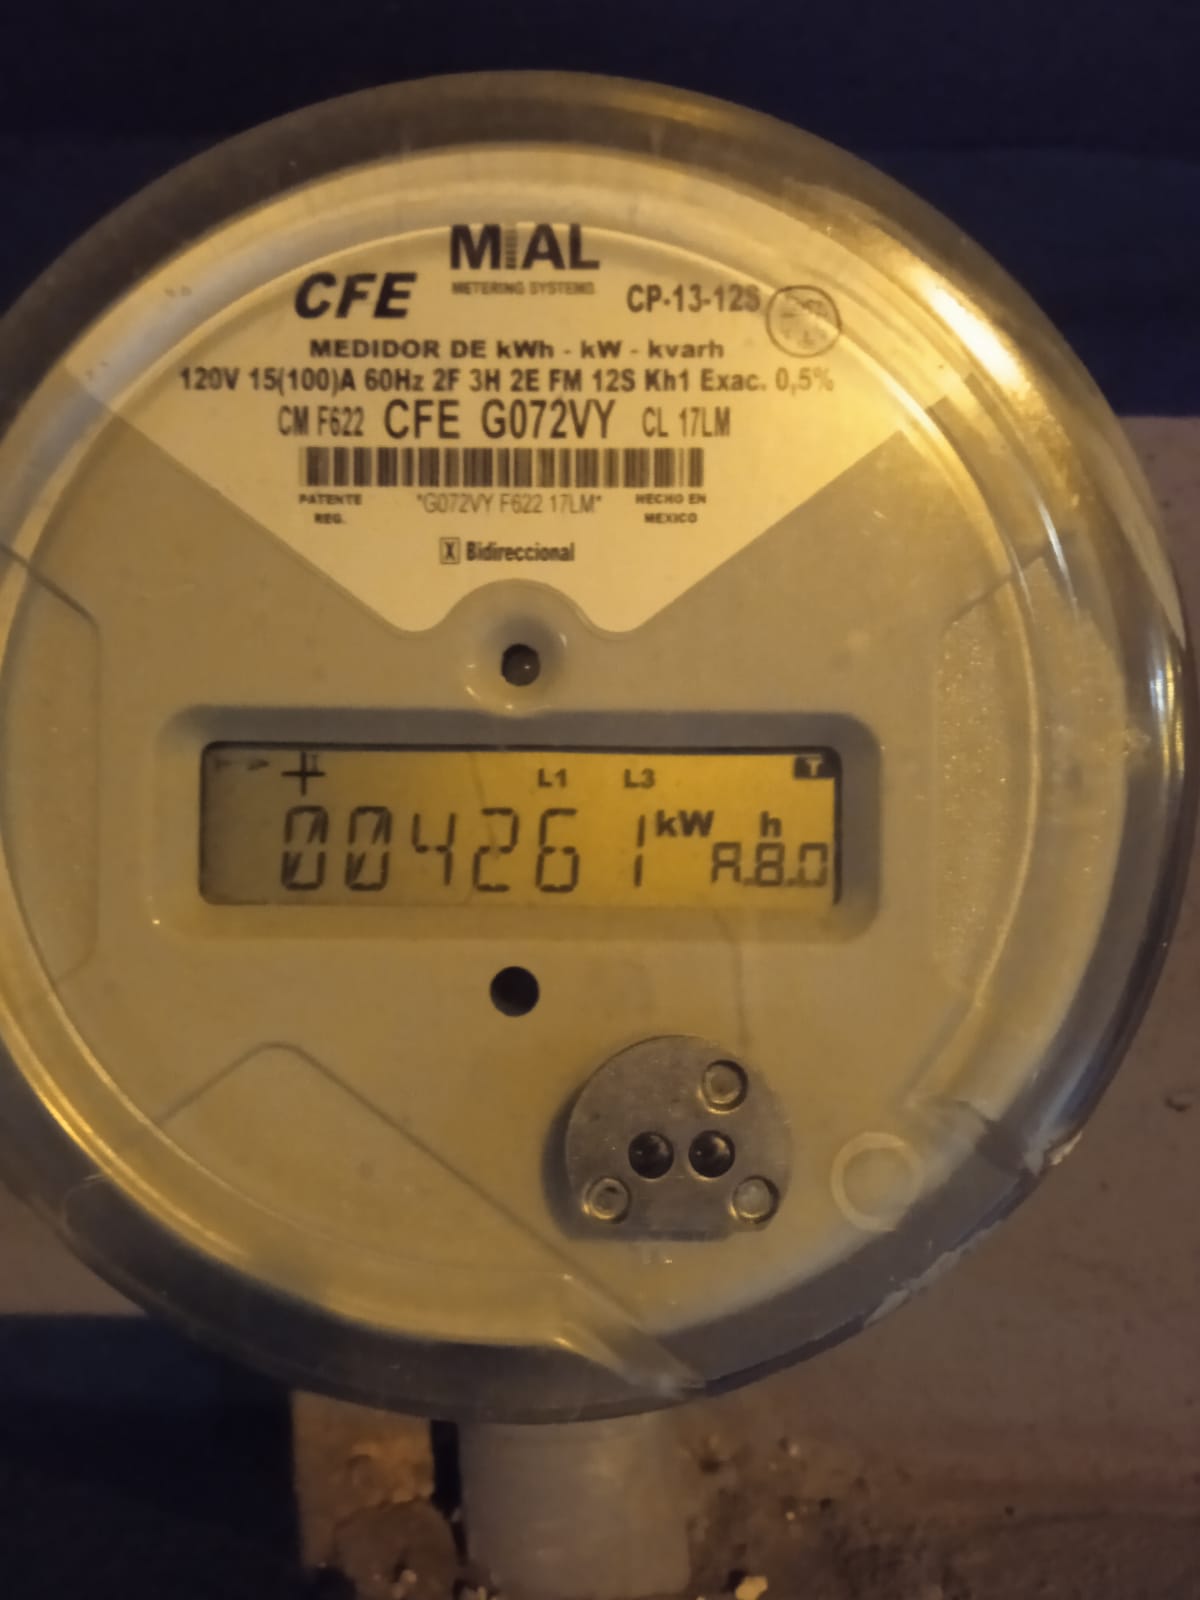 MIAL
METERING SYSTEMS
CFE
CP-13-12S
MEDIDOR DE kWh - kW - kvarh
120V 15(100)A 60Hz 2F 3H 2E FM 12S Kh1 Exac. 0,5%
CM F622 CFE G072VY CL 17LM
PATENTE REG.
*G072VY F622 17LM*
HECHO EN MEXICO
X Bidireccional
L1 L3 T
004261 kW h
A.8.0